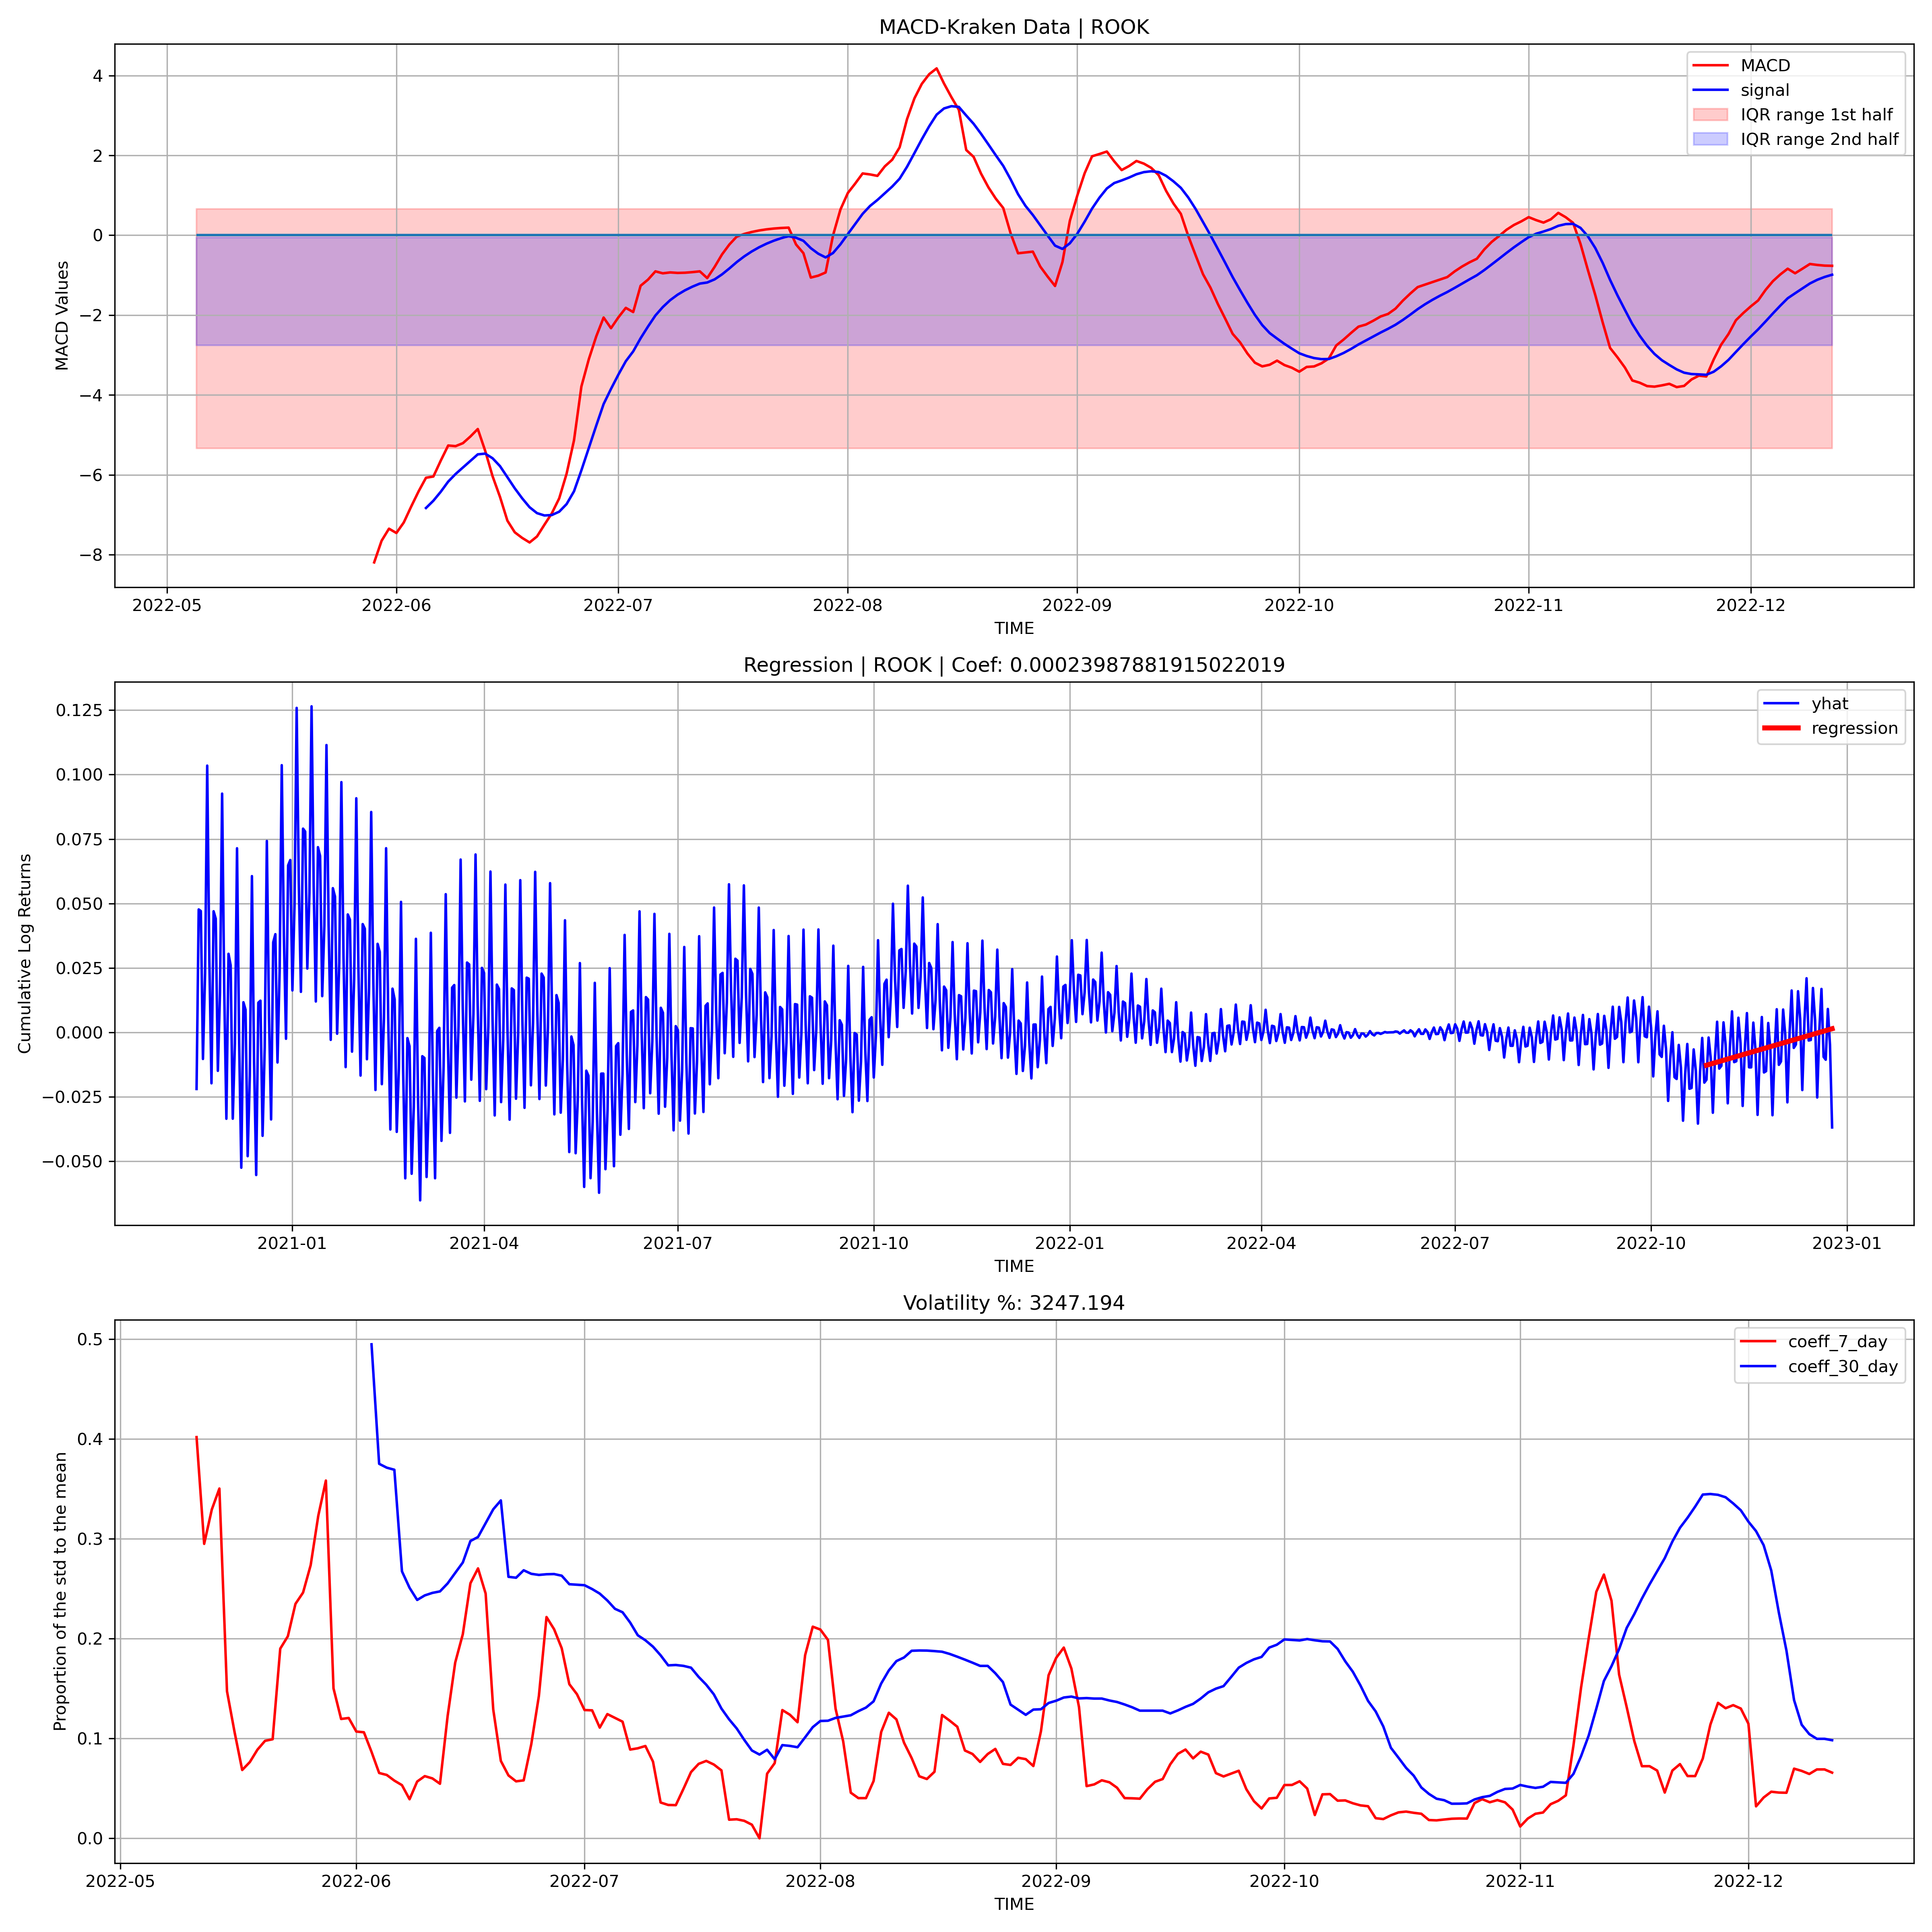 MACD-Kraken Data | ROOK
MACD
signal
IQR range 1st half
IQR range 2nd half
4
2
0
−2
−4
−6
−8
MACD Values
2022-05 2022-06 2022-07 2022-08 2022-09 2022-10 2022-11 2022-12
TIME
Regression | ROOK | Coef: 0.00023987881915022019
yhat
regression
0.125
0.100
0.075
0.050
0.025
0.000
−0.025
−0.050
Cumulative Log Returns
2021-01 2021-04 2021-07 2021-10 2022-01 2022-04 2022-07 2022-10 2023-01
TIME
Volatility %: 3247.194
coeff_7_day
coeff_30_day
0.5
0.4
0.3
0.2
0.1
0.0
Proportion of the std to the mean
2022-05 2022-06 2022-07 2022-08 2022-09 2022-10 2022-11 2022-12
TIME